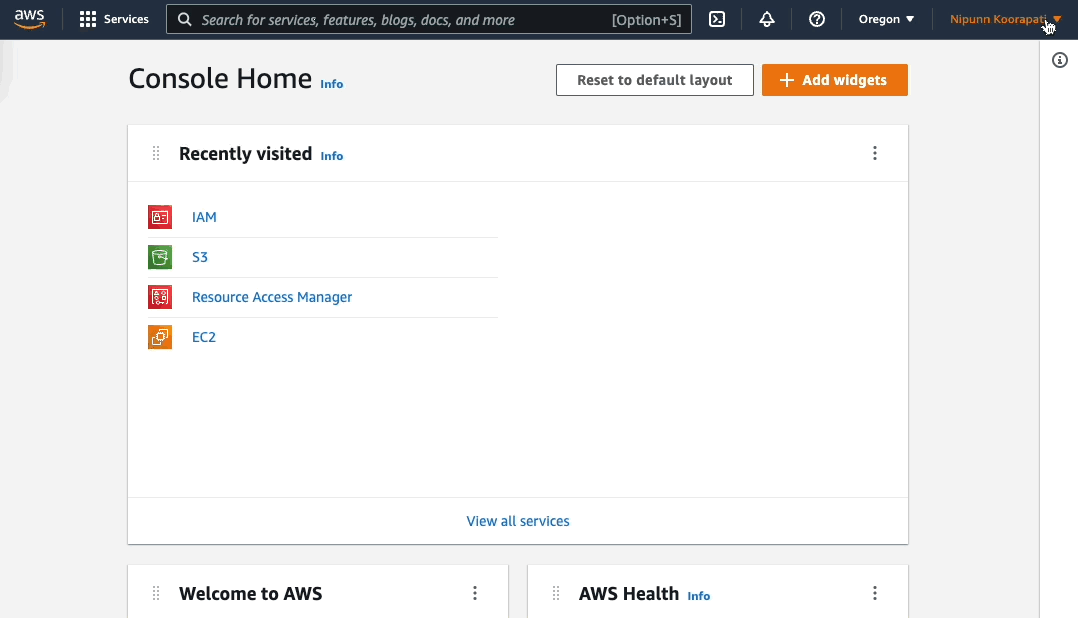 aws Services Search for services, features, blogs, docs, and more [Option+S] Oregon Nipunn Koorapati
Console Home Info Reset to default layout Add widgets
Recently visited Info
IAM
S3
Resource Access Manager
EC2
View all services
Welcome to AWS AWS Health Info